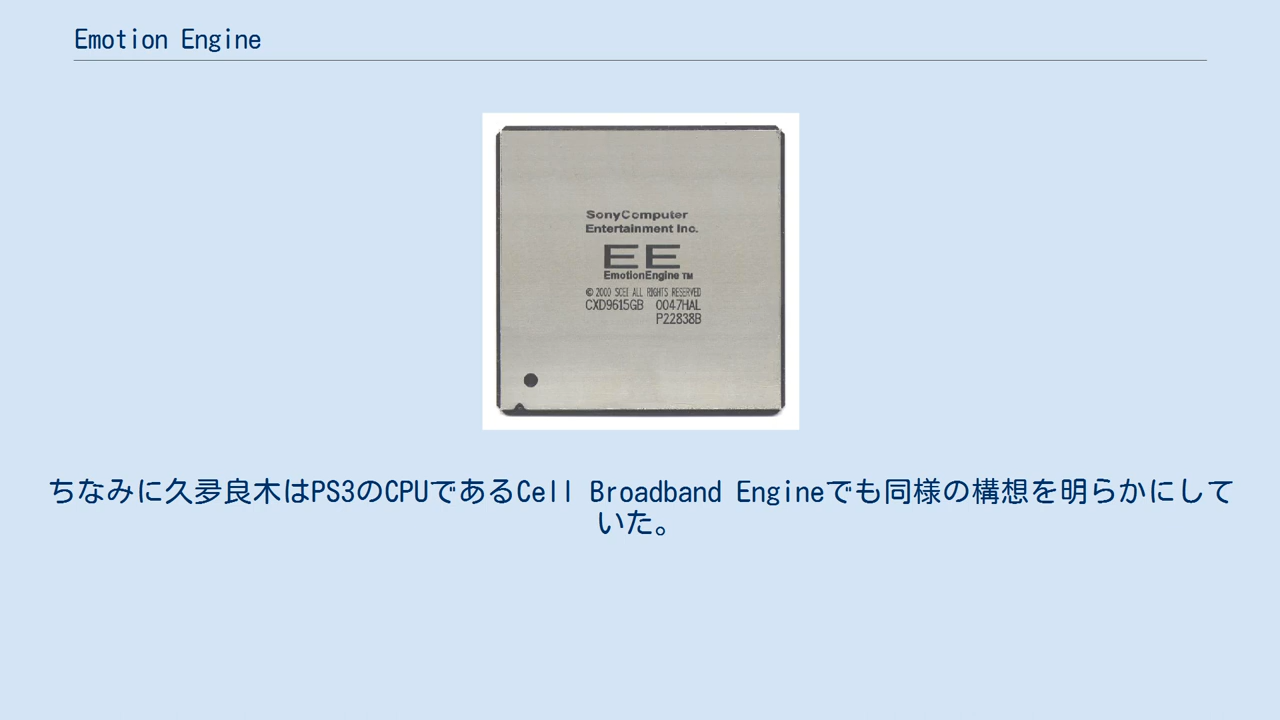 Emotion Engine
SonyComputer
Entertainment Inc.
EE
EmotionEngine TM
© 2000 SCEI ALL RIGHTS RESERVED
CXD9615GB 0047HAL
P22838B
ちなみに久夛良木はPS3のCPUであるCell Broadband Engineでも同様の構想を明らかにして
いた。